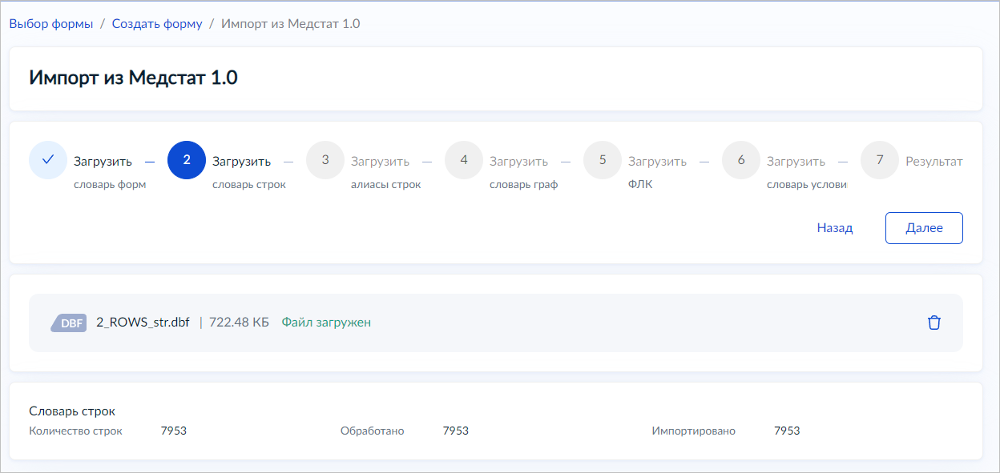 Выбор формы / Создать форму / Импорт из Медстат 1.0
Импорт из Медстат 1.0
Загрузить — 2 Загрузить — 3 Загрузить — 4 Загрузить — 5 Загрузить — 6 Загрузить — 7 Результат
словарь форм словарь строк алиасы строк словарь граф ФЛК словарь услови
Назад Далее
DBF 2_ROWS_str.dbf | 722.48 КБ Файл загружен
Словарь строк
Количество строк 7953 Обработано 7953 Импортировано 7953